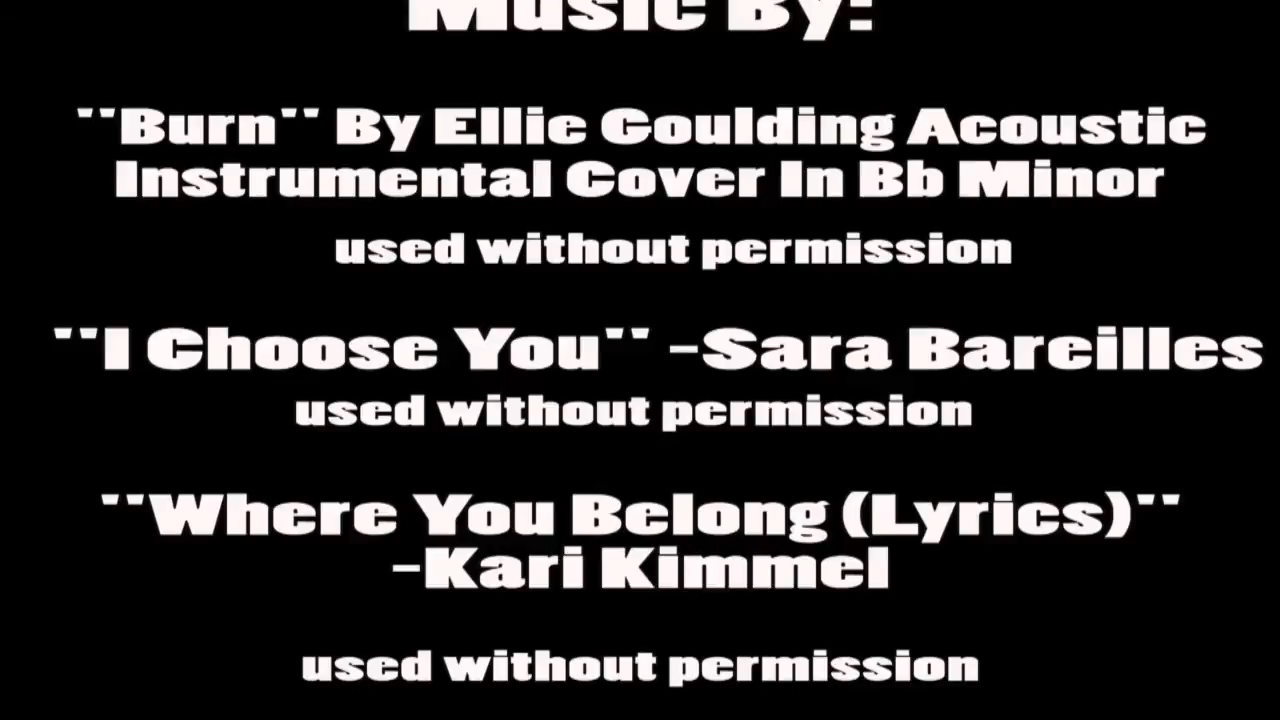 Music By:
"Burn" By Ellie Goulding Acoustic
Instrumental Cover In Bb Minor
used without permission
"I Choose You" -Sara Bareilles
used without permission
"Where You Belong (Lyrics)"
-Kari Kimmel
used without permission